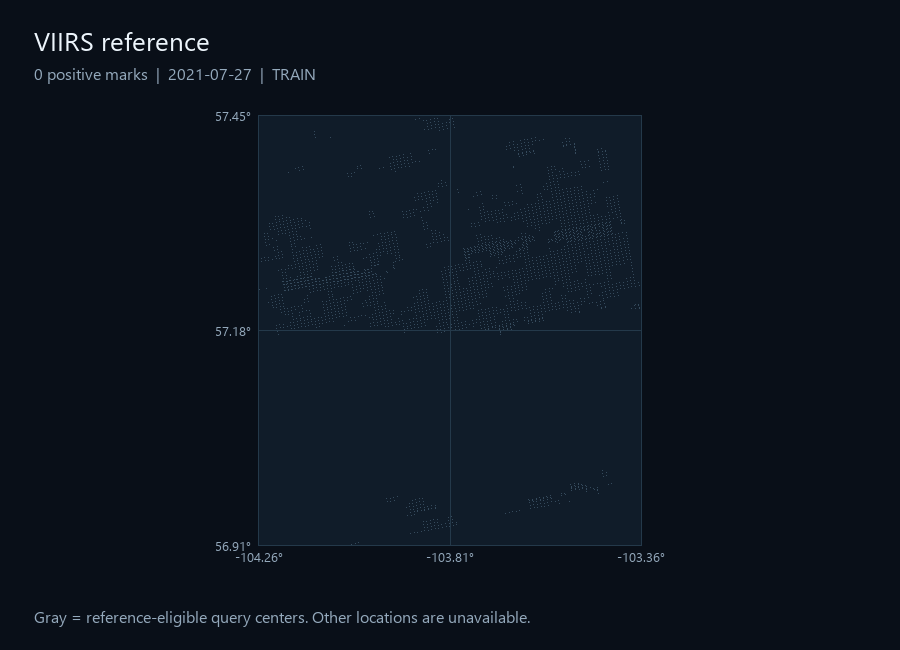 VIIRS reference
0 positive marks | 2021-07-27 | TRAIN
57.45°
57.18°
56.91°
-104.26° -103.81° -103.36°
Gray = reference-eligible query centers. Other locations are unavailable.